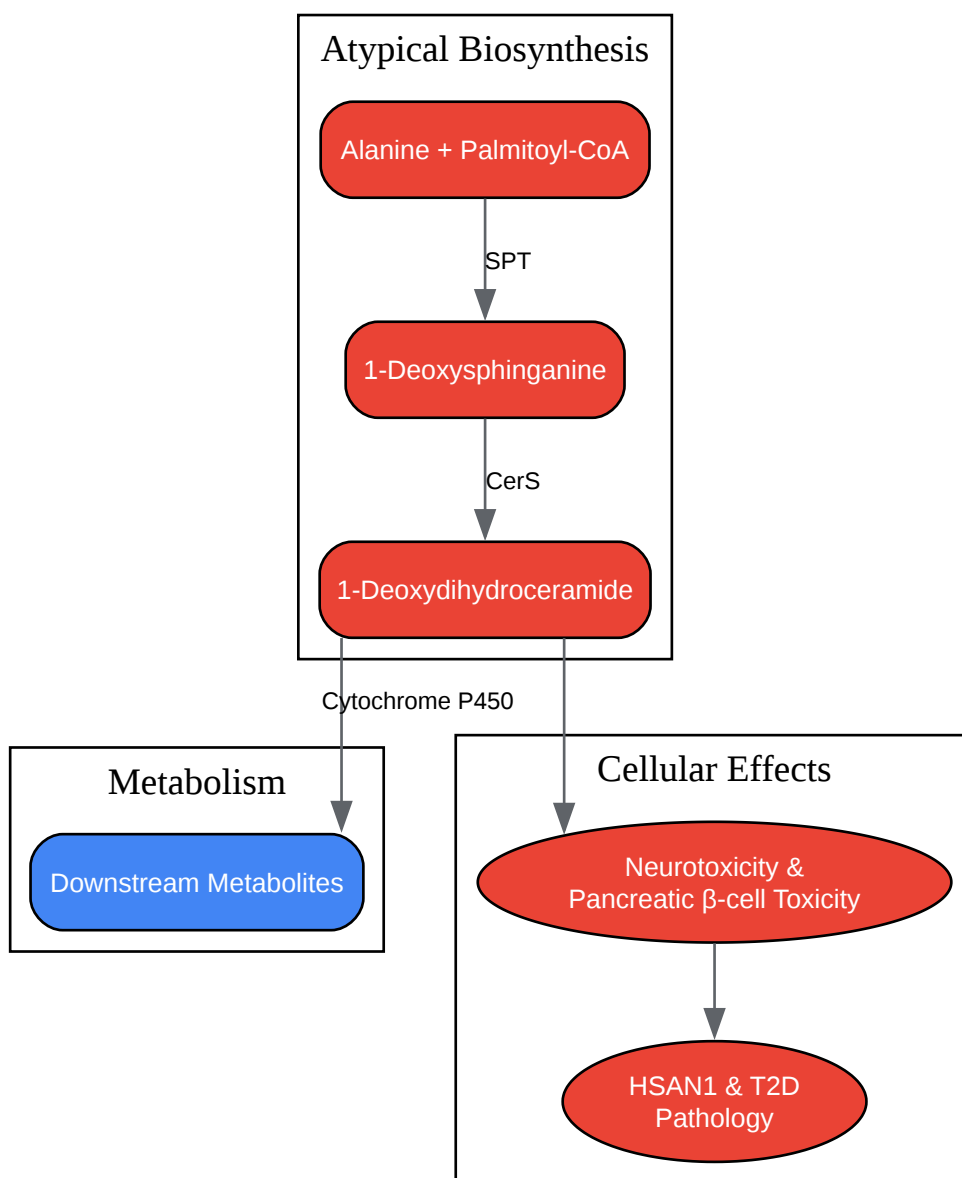 Atypical Biosynthesis
Alanine + Palmitoyl-CoA
SPT
1-Deoxysphinganine
CerS
1-Deoxydihydroceramide
Cytochrome P450
Metabolism
Downstream Metabolites
Cellular Effects
Neurotoxicity &
Pancreatic β-cell Toxicity
HSAN1 & T2D
Pathology